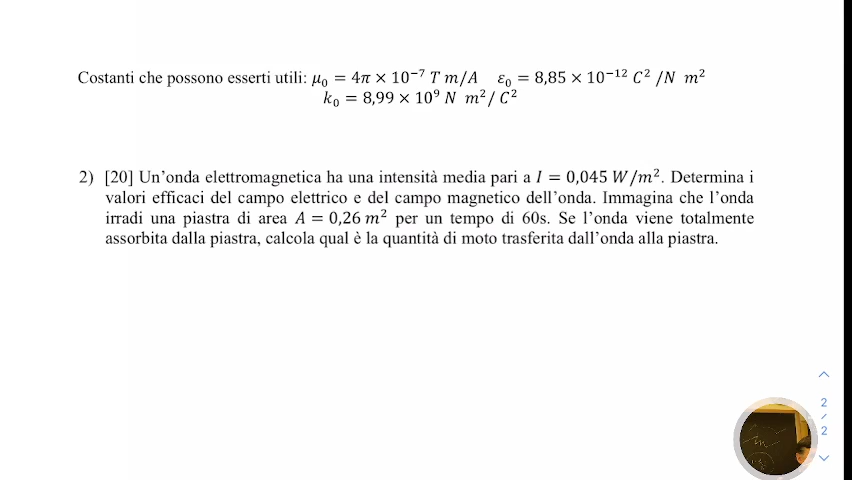 Costanti che possono esserti utili: μ₀ = 4π × 10⁻⁷ T m/A ε₀ = 8,85 × 10⁻¹² C² /N m²
k₀ = 8,99 × 10⁹ N m²/ C²
2) [20] Un'onda elettromagnetica ha una intensità media pari a I = 0,045 W/m². Determina i
valori efficaci del campo elettrico e del campo magnetico dell'onda. Immagina che l'onda
irradi una piastra di area A = 0,26 m² per un tempo di 60s. Se l'onda viene totalmente
assorbita dalla piastra, calcola qual è la quantità di moto trasferita dall'onda alla piastra.
2
/
2